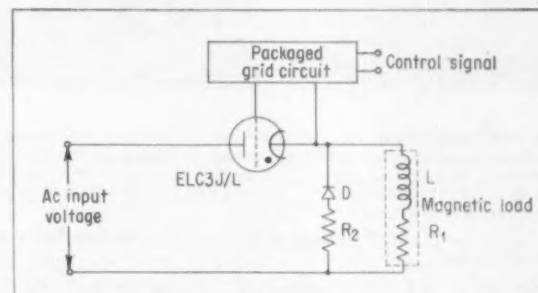 Packaged
grid circuit
Control signal
ELC3J/L
Ac input
voltage
D
R2
L
Magnetic load
R1